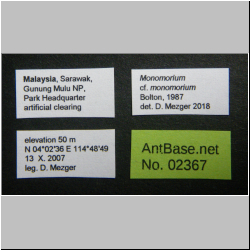 Malaysia, Sarawak,
Gunung Mulu NP,
Park Headquarter
artificial clearing
Monomorium
cf. monomorium
Bolton, 1987
det. D. Mezger 2018
elevation 50 m
N 04°02'36 E 114°48'49
13 X. 2007
leg. D. Mezger
AntBase.net
No. 02367